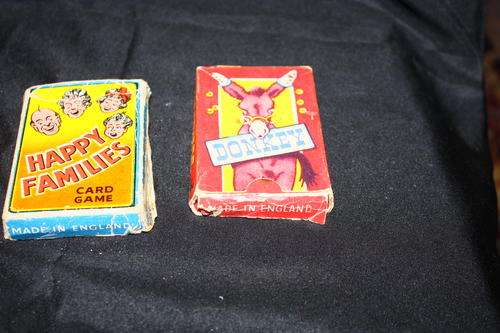 HAPPY
FAMILIES
CARD
GAME
MADE IN ENGLAND
DONKEY
MADE IN ENGLAND